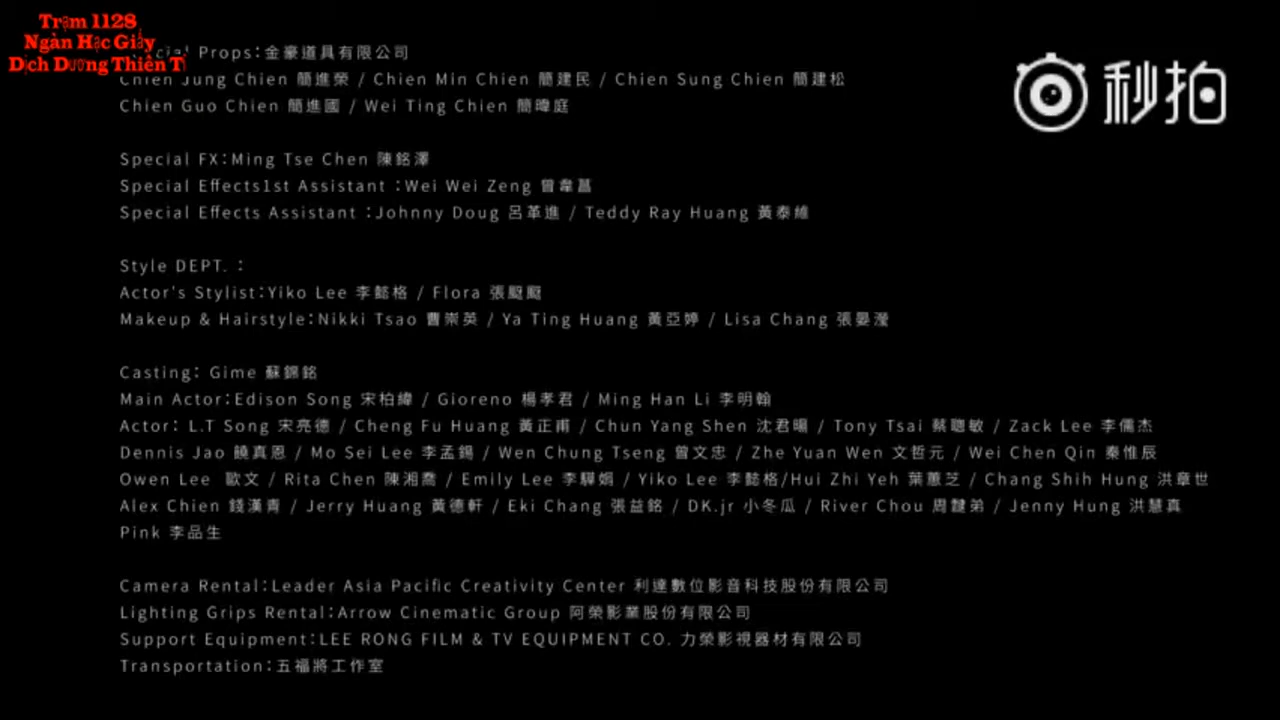 Trạm 1128
Ngàn Hạc Giấy
Dịch Dương Thiên Tỉ
秒拍
Props:金豪道具有限公司
Chien Jung Chien 簡進榮 / Chien Min Chien 簡建民 / Chien Sung Chien 簡建松
Chien Guo Chien 簡進國 / Wei Ting Chien 簡暐庭
Special FX:Ming Tse Chen 陳銘澤
Special Effects1st Assistant :Wei Wei Zeng 曾韋菖
Special Effects Assistant :Johnny Doug 呂革進 / Teddy Ray Huang 黃泰維
Style DEPT. :
Actor's Stylist:Yiko Lee 李懿格 / Flora 張颱颱
Makeup & Hairstyle:Nikki Tsao 曹崇英 / Ya Ting Huang 黃亞婷 / Lisa Chang 張晏瀅
Casting: Gime 蘇錦銘
Main Actor:Edison Song 宋柏緯 / Gioreno 楊孝君 / Ming Han Li 李明翰
Actor: L.T Song 宋亮德 / Cheng Fu Huang 黃正甫 / Chun Yang Shen 沈君暘 / Tony Tsai 蔡聰敏 / Zack Lee 李儒杰
Dennis Jao 饒真恩 / Mo Sei Lee 李孟錫 / Wen Chung Tseng 曾文忠 / Zhe Yuan Wen 文哲元 / Wei Chen Qin 秦惟辰
Owen Lee 歐文 / Rita Chen 陳湘喬 / Emily Lee 李驊娟 / Yiko Lee 李懿格/Hui Zhi Yeh 葉蕙芝 / Chang Shih Hung 洪章世
Alex Chien 錢漢青 / Jerry Huang 黃德軒 / Eki Chang 張益銘 / DK.jr 小冬瓜 / River Chou 周鍵弟 / Jenny Hung 洪慧真
Pink 李品生
Camera Rental:Leader Asia Pacific Creativity Center 利達數位影音科技股份有限公司
Lighting Grips Rental:Arrow Cinematic Group 阿榮影業股份有限公司
Support Equipment:LEE RONG FILM & TV EQUIPMENT CO. 力榮影視器材有限公司
Transportation:五福將工作室